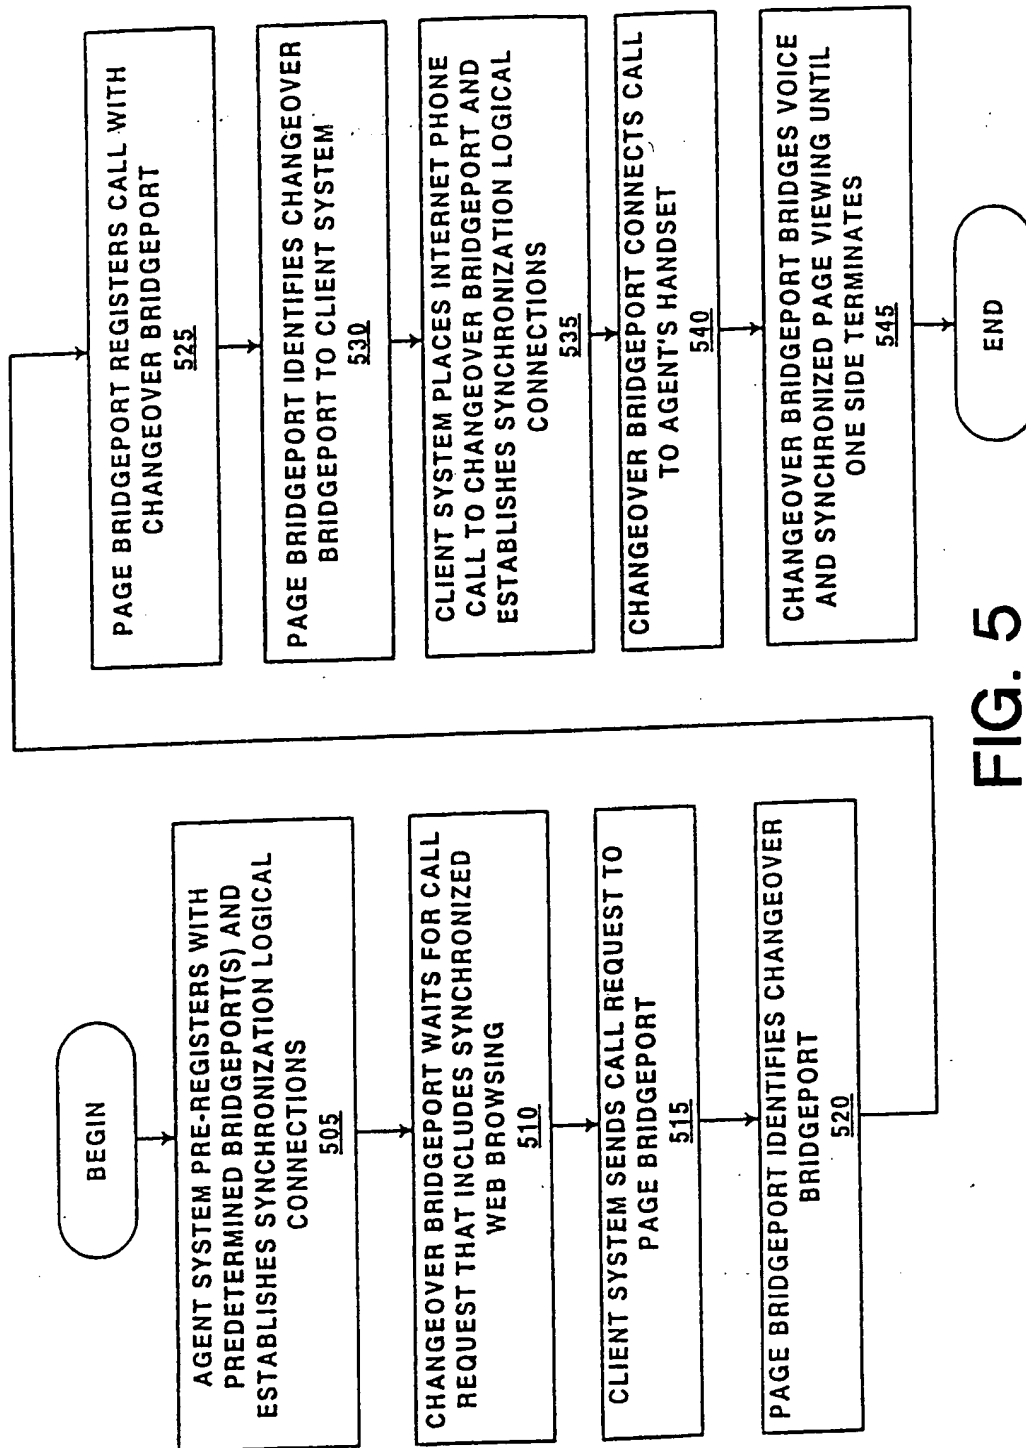 BEGIN
AGENT SYSTEM PRE-REGISTERS WITH
PREDETERMINED BRIDGEPORT(S) AND
ESTABLISHES SYNCHRONIZATION LOGICAL
CONNECTIONS
505
CHANGEOVER BRIDGEPORT WAITS FOR CALL
REQUEST THAT INCLUDES SYNCHRONIZED
WEB BROWSING
510
CLIENT SYSTEM SENDS CALL REQUEST TO
PAGE BRIDGEPORT
515
PAGE BRIDGEPORT IDENTIFIES CHANGEOVER
BRIDGEPORT
520
PAGE BRIDGEPORT REGISTERS CALL WITH
CHANGEOVER BRIDGEPORT
525
PAGE BRIDGEPORT IDENTIFIES CHANGEOVER
BRIDGEPORT TO CLIENT SYSTEM
530
CLIENT SYSTEM PLACES INTERNET PHONE
CALL TO CHANGEOVER BRIDGEPORT AND
ESTABLISHES SYNCHRONIZATION LOGICAL
CONNECTIONS
535
CHANGEOVER BRIDGEPORT CONNECTS CALL
TO AGENT'S HANDSET
540
CHANGEOVER BRIDGEPORT BRIDGES VOICE
AND SYNCHRONIZED PAGE VIEWING UNTIL
ONE SIDE TERMINATES
545
END
FIG. 5